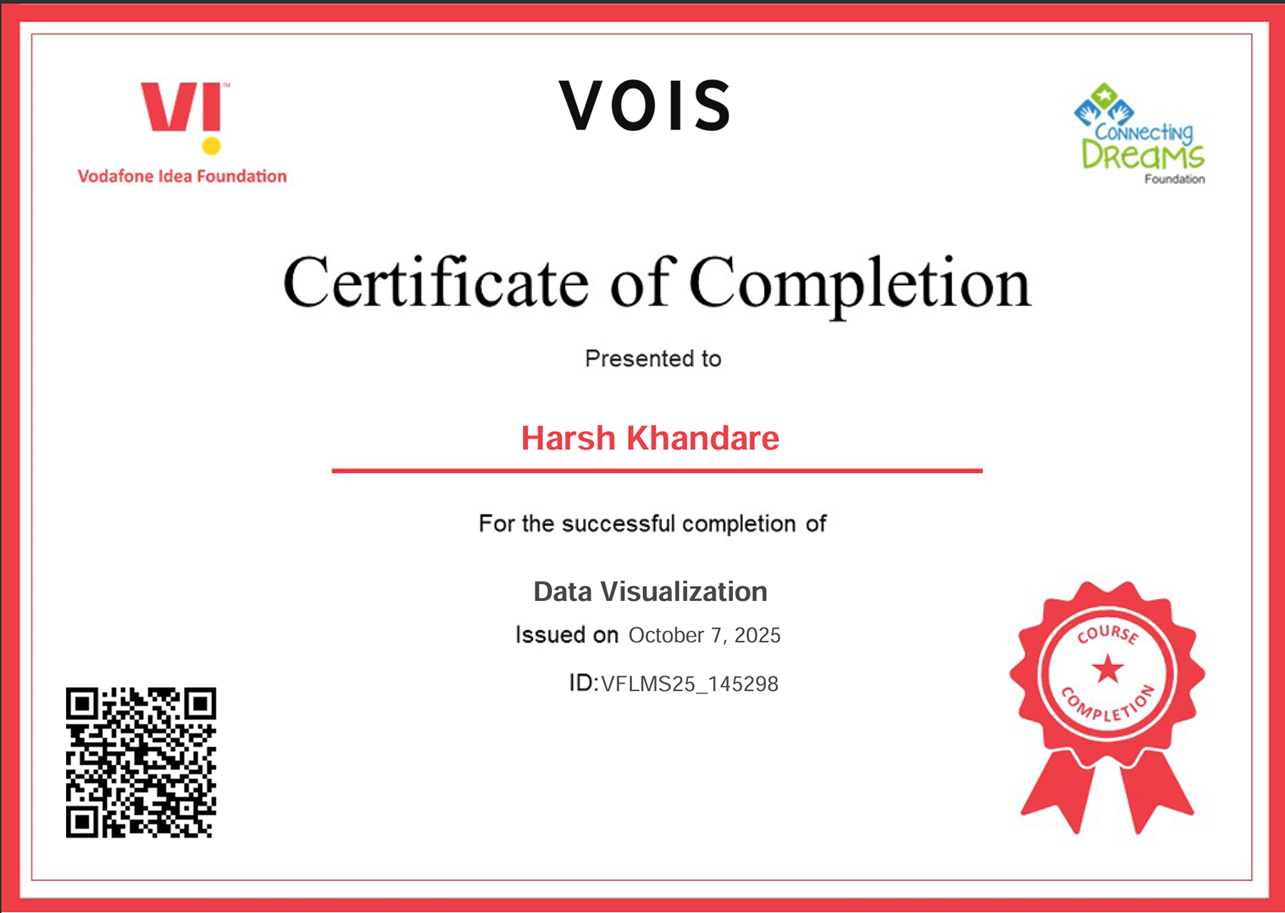 VI™
Vodafone Idea Foundation
VOIS
Connecting
Dreams
Foundation
Certificate of Completion
Presented to
Harsh Khandare
For the successful completion of
Data Visualization
Issued on October 7, 2025
ID:VFLMS25_145298
COURSE
COMPLETION